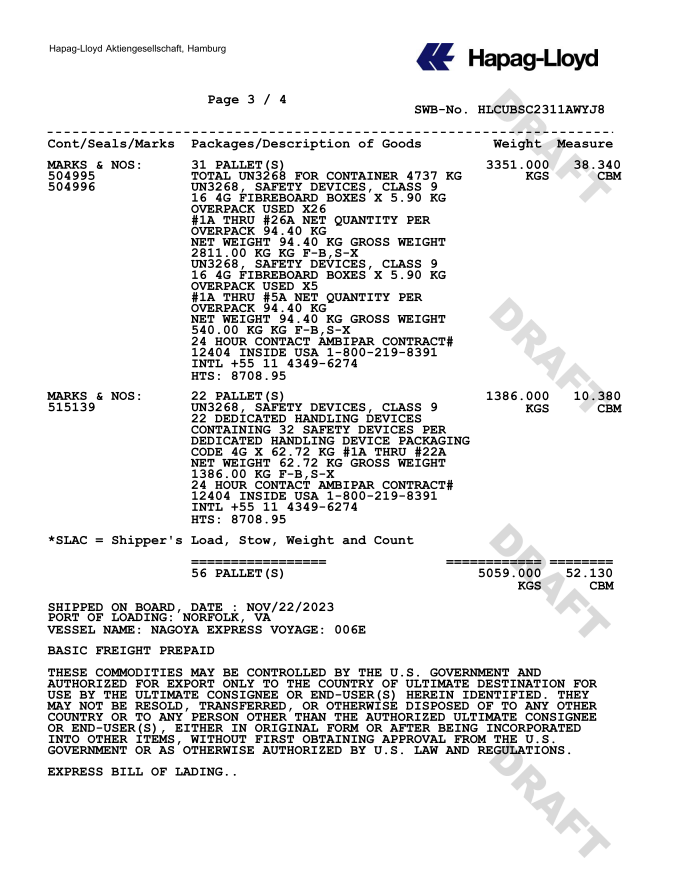 Hapag-Lloyd Aktiengesellschaft, Hamburg
Hapag-Lloyd
Page 3 / 4
SWB-No. HLCUBSC2311AWYJ8
Cont/Seals/Marks Packages/Description of Goods Weight Measure
MARKS & NOS: 31 PALLET(S) 3351.000 38.340
504995 TOTAL UN3268 FOR CONTAINER 4737 KG KGS CBM
504996 UN3268, SAFETY DEVICES, CLASS 9
16 4G FIBREBOARD BOXES X 5.90 KG
OVERPACK USED X26
#1A THRU #26A NET QUANTITY PER
OVERPACK 94.40 KG
NET WEIGHT 94.40 KG GROSS WEIGHT
2811.00 KG KG F-B,S-X
UN3268, SAFETY DEVICES, CLASS 9
16 4G FIBREBOARD BOXES X 5.90 KG
OVERPACK USED X5
#1A THRU #5A NET QUANTITY PER
OVERPACK 94.40 KG
NET WEIGHT 94.40 KG GROSS WEIGHT
540.00 KG KG F-B,S-X
24 HOUR CONTACT AMBIPAR CONTRACT#
12404 INSIDE USA 1-800-219-8391
INTL +55 11 4349-6274
HTS: 8708.95
MARKS & NOS: 22 PALLET(S) 1386.000 10.380
515139 UN3268, SAFETY DEVICES, CLASS 9 KGS CBM
22 DEDICATED HANDLING DEVICES
CONTAINING 32 SAFETY DEVICES PER
DEDICATED HANDLING DEVICE PACKAGING
CODE 4G X 62.72 KG #1A THRU #22A
NET WEIGHT 62.72 KG GROSS WEIGHT
1386.00 KG F-B,S-X
24 HOUR CONTACT AMBIPAR CONTRACT#
12404 INSIDE USA 1-800-219-8391
INTL +55 11 4349-6274
HTS: 8708.95
*SLAC = Shipper's Load, Stow, Weight and Count
56 PALLET(S) 5059.000 52.130
KGS CBM
SHIPPED ON BOARD, DATE : NOV/22/2023
PORT OF LOADING: NORFOLK, VA
VESSEL NAME: NAGOYA EXPRESS VOYAGE: 006E
BASIC FREIGHT PREPAID
THESE COMMODITIES MAY BE CONTROLLED BY THE U.S. GOVERNMENT AND
AUTHORIZED FOR EXPORT ONLY TO THE COUNTRY OF ULTIMATE DESTINATION FOR
USE BY THE ULTIMATE CONSIGNEE OR END-USER(S) HEREIN IDENTIFIED. THEY
MAY NOT BE RESOLD, TRANSFERRED, OR OTHERWISE DISPOSED OF TO ANY OTHER
COUNTRY OR TO ANY PERSON OTHER THAN THE AUTHORIZED ULTIMATE CONSIGNEE
OR END-USER(S), EITHER IN ORIGINAL FORM OR AFTER BEING INCORPORATED
INTO OTHER ITEMS, WITHOUT FIRST OBTAINING APPROVAL FROM THE U.S.
GOVERNMENT OR AS OTHERWISE AUTHORIZED BY U.S. LAW AND REGULATIONS.
EXPRESS BILL OF LADING..
DRAFT
DRAFT
DRAFT
DRAFT